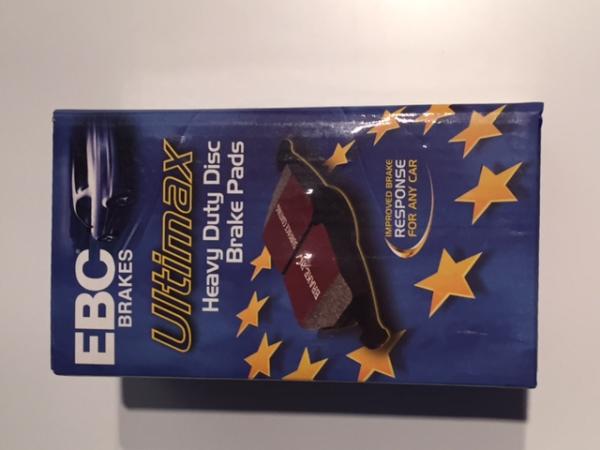 EBC
BRAKES
Ultimax
Heavy Duty Disc
Brake Pads
IMPROVED BRAKE
RESPONSE
FOR ANY CAR